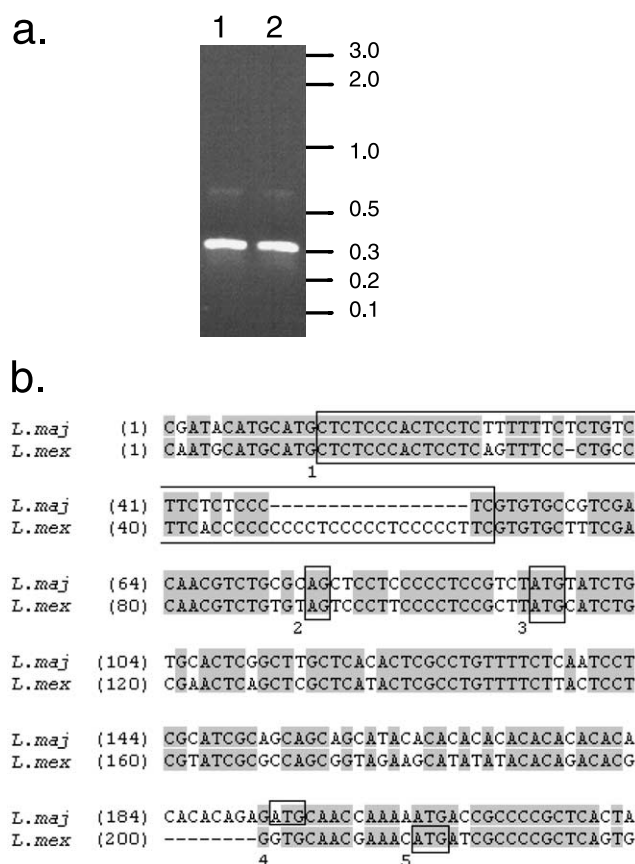 a.
1 2
3.0
2.0
1.0
0.5
0.3
0.2
0.1
b.
L.maj (1) CGATACATGCATGCTCTCCCACTCCTCTTTTTTCTCTGTC
L.mex (1) CAATGCATGCATGCTCTCCCACTCCTCAGTTTCC-CTGCC
1
L.maj (41) TTCTCTCCC-----------------TCGTGTGCCGTCGA
L.mex (40) TTCACCCCCCCCCTCCCCCTCCCCCTTCGTGTGCTTTCGA
L.maj (64) CAACGTCTGCGCAGCTCCTCCCCCTCCGTCTATGTATCTG
L.mex (80) CAACGTCTGTGTAGTCCCTTCCCCTCCGCTTATGCATCTG
2 3
L.maj (104) TGCACTCGGCTTGCTCACACTCGCCTGTTTTCTCAATCCT
L.mex (120) CGAACTCAGCTCGCTCATACTCGCCTGTTTTCTTACTCCT
L.maj (144) CGCATCGCAGCAGCAGCATACACACACACACACACACACA
L.mex (160) CGTATCGCGCCAGCGGTAGAAGCATATATACACAGACACG
L.maj (184) CACACAGAGATGCAACCAAAAATGACCGCCCCGCTCACTA
L.mex (200) --------GGTGCAACGAAACATGATCGCCCCGCTCAGTG
4 5